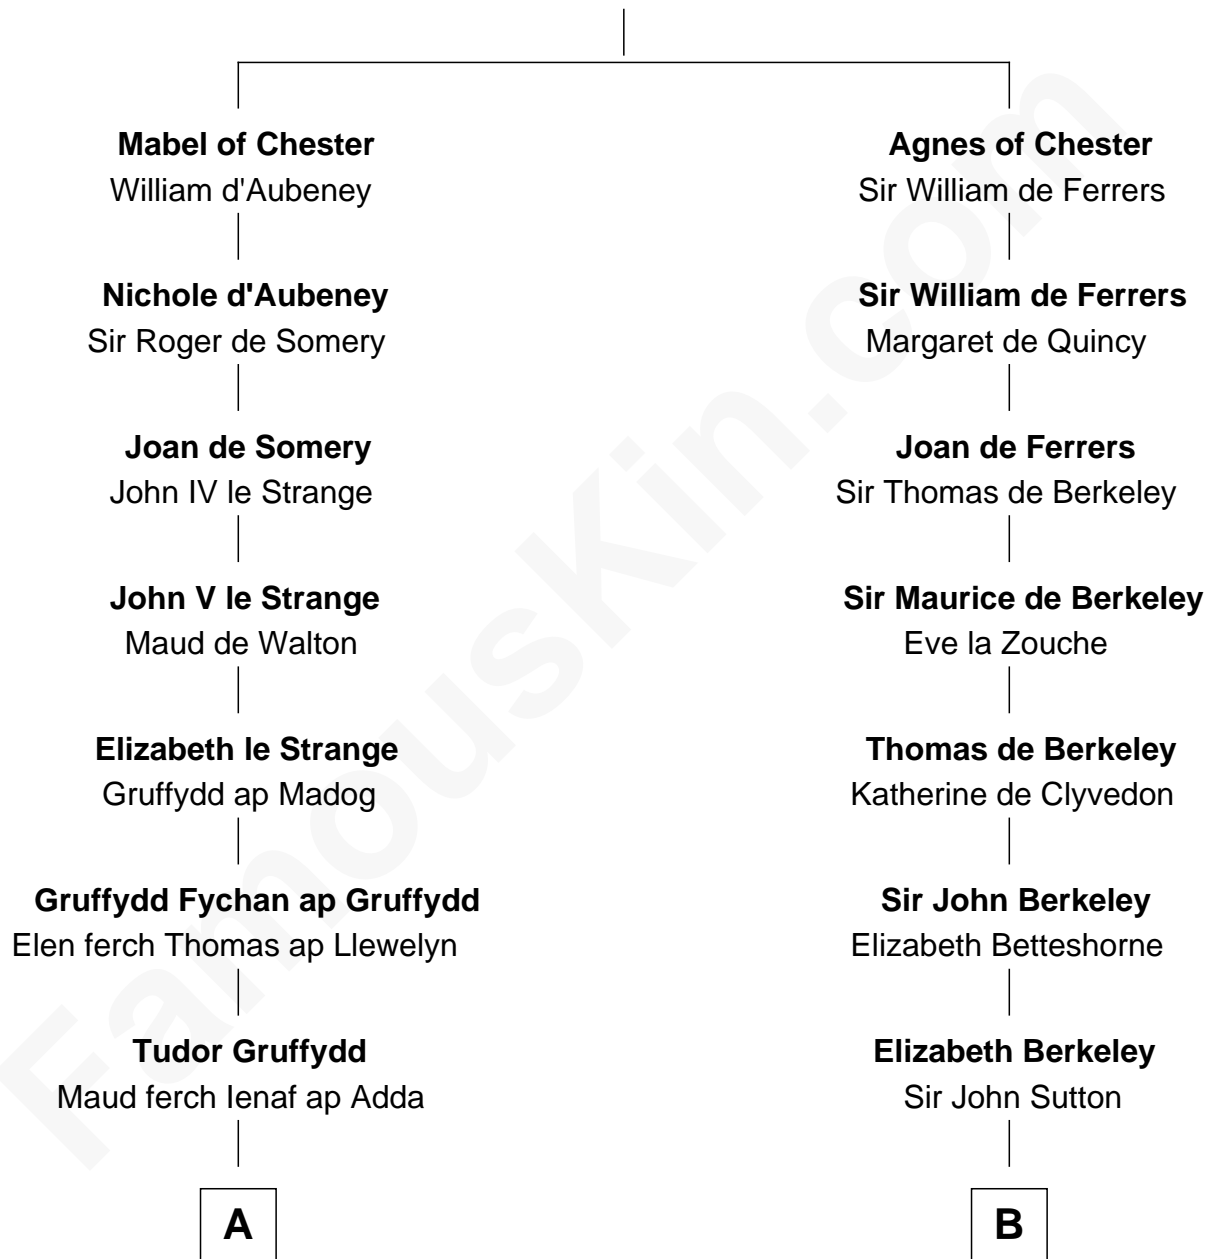 Mabel of Chester
William d'Aubeney
Nichole d'Aubeney
Sir Roger de Somery
Joan de Somery
John IV le Strange
John V le Strange
Maud de Walton
Elizabeth le Strange
Gruffydd ap Madog
Gruffydd Fychan ap Gruffydd
Elen ferch Thomas ap Llewelyn
Tudor Gruffydd
Maud ferch Ienaf ap Adda
A
Agnes of Chester
Sir William de Ferrers
Sir William de Ferrers
Margaret de Quincy
Joan de Ferrers
Sir Thomas de Berkeley
Sir Maurice de Berkeley
Eve la Zouche
Thomas de Berkeley
Katherine de Clyvedon
Sir John Berkeley
Elizabeth Betteshorne
Elizabeth Berkeley
Sir John Sutton
B
FamousKin.com